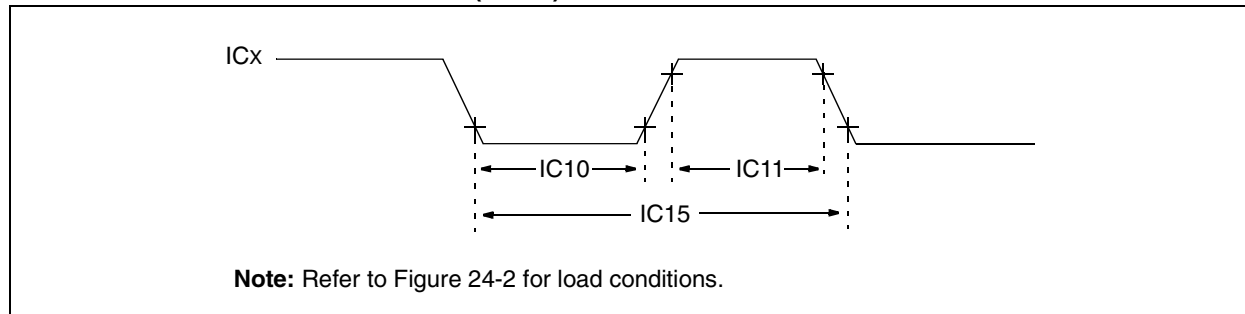 ICx
IC10
IC11
IC15
Note: Refer to Figure 24-2 for load conditions.